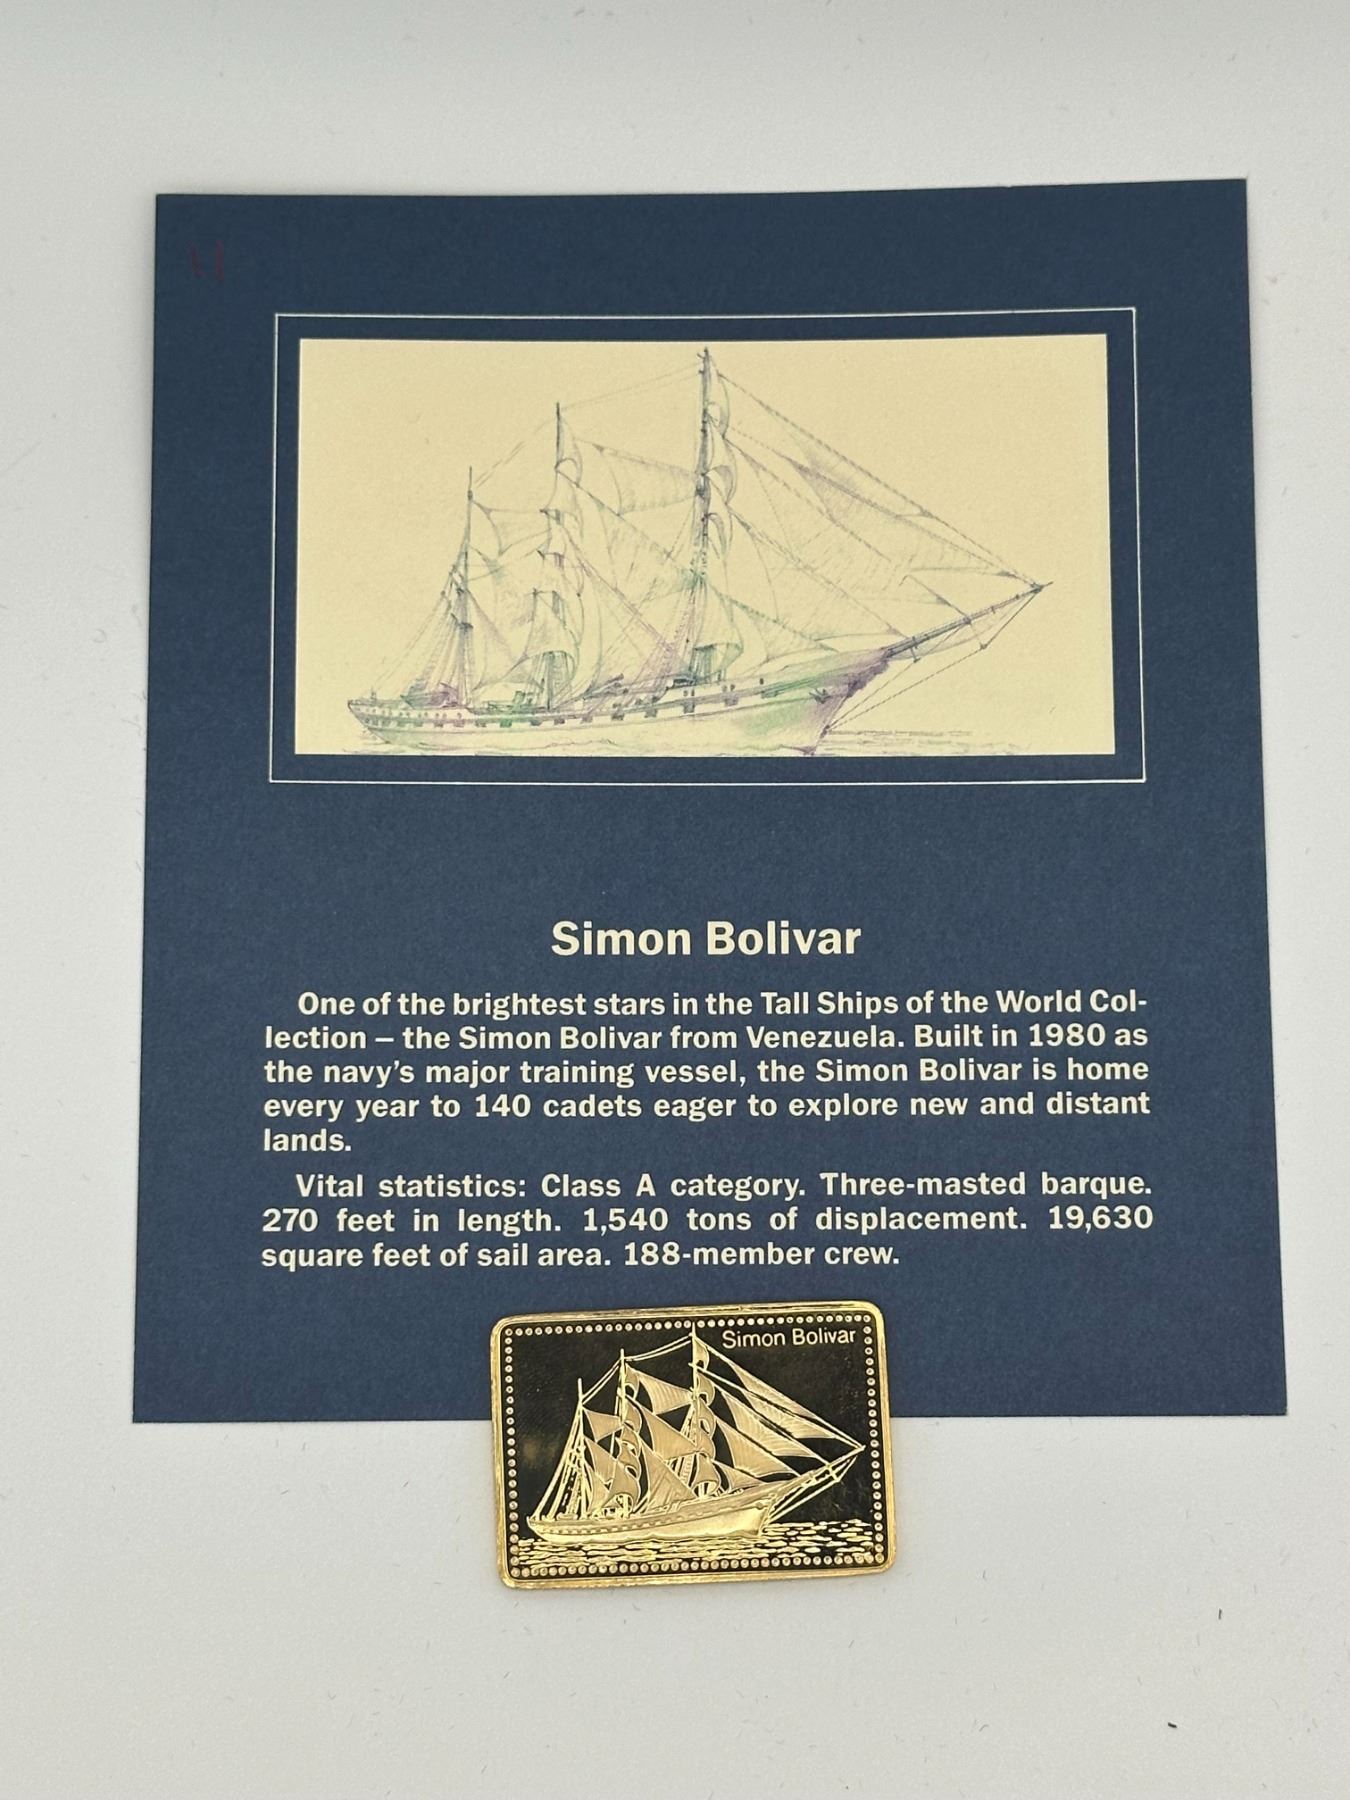 11
Simon Bolivar
One of the brightest stars in the Tall Ships of the World Col-
lection – the Simon Bolivar from Venezuela. Built in 1980 as
the navy's major training vessel, the Simon Bolivar is home
every year to 140 cadets eager to explore new and distant
lands.
Vital statistics: Class A category. Three-masted barque.
270 feet in length. 1,540 tons of displacement. 19,630
square feet of sail area. 188-member crew.
Simon Bolivar